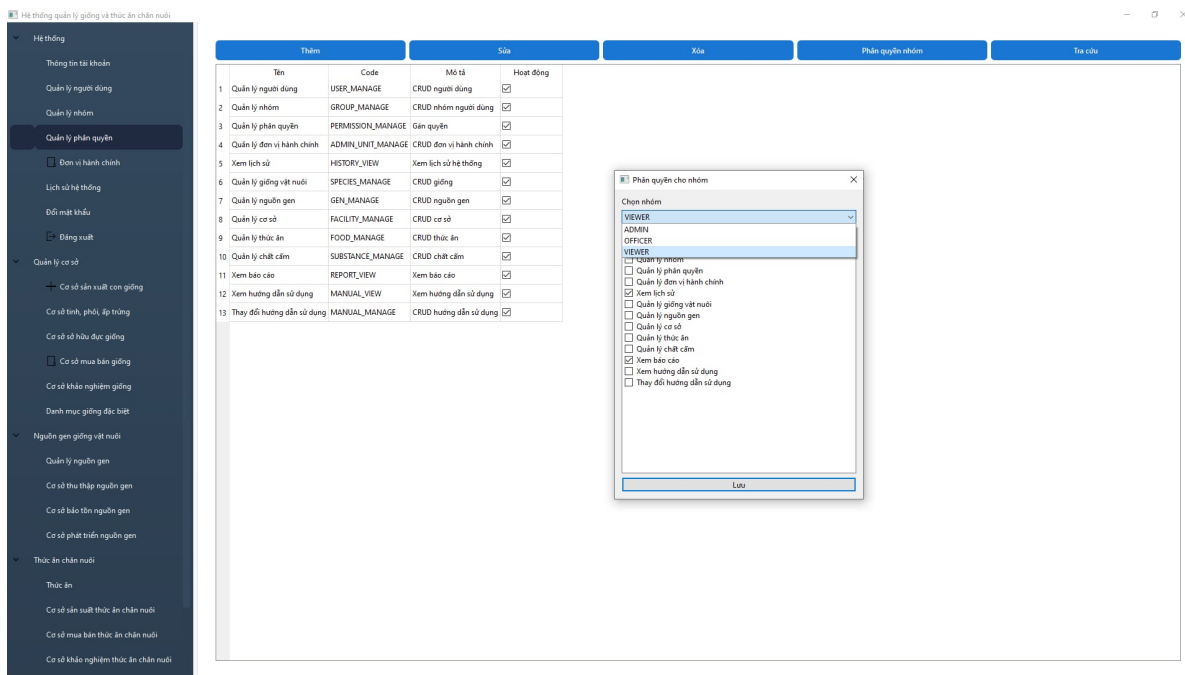 Hệ thống quản lý giống và thức ăn chăn nuôi
Hệ thống
Thông tin tài khoản
Quản lý người dùng
Quản lý nhóm
Quản lý phân quyền
Đơn vị hành chính
Lịch sử hệ thống
Đổi mật khẩu
Đăng xuất
Quản lý cơ sở
Cơ sở sản xuất con giống
Cơ sở tinh, phôi, ấp trứng
Cơ sở sở hữu đực giống
Cơ sở mua bán giống
Cơ sở khảo nghiệm giống
Danh mục giống đặc biệt
Nguồn gen giống vật nuôi
Quản lý nguồn gen
Cơ sở thu thập nguồn gen
Cơ sở bảo tồn nguồn gen
Cơ sở phát triển nguồn gen
Thức ăn chăn nuôi
Thức ăn
Cơ sở sản suất thức ăn chăn nuôi
Cơ sở mua bán thức ăn chăn nuôi
Cơ sở khảo nghiệm thức ăn chăn nuôi
Thêm Sửa Xóa Phân quyền nhóm Tra cứu
Tên Code Mô tả Hoạt động
1 Quản lý người dùng USER_MANAGE CRUD người dùng
2 Quản lý nhóm GROUP_MANAGE CRUD nhóm người dùng
3 Quản lý phân quyền PERMISSION_MANAGE Gán quyền
4 Quản lý đơn vị hành chính ADMIN_UNIT_MANAGE CRUD đơn vị hành chính
5 Xem lịch sử HISTORY_VIEW Xem lịch sử hệ thống
6 Quản lý giống vật nuôi SPECIES_MANAGE CRUD giống
7 Quản lý nguồn gen GEN_MANAGE CRUD nguồn gen
8 Quản lý cơ sở FACILITY_MANAGE CRUD cơ sở
9 Quản lý thức ăn FOOD_MANAGE CRUD thức ăn
10 Quản lý chất cấm SUBSTANCE_MANAGE CRUD chất cấm
11 Xem báo cáo REPORT_VIEW Xem báo cáo
12 Xem hướng dẫn sử dụng MANUAL_VIEW Xem hướng dẫn sử dụng
13 Thay đổi hướng dẫn sử dụng MANUAL_MANAGE CRUD hướng dẫn sử dụng
Phân quyền cho nhóm
Chọn nhóm
VIEWER
ADMIN
OFFICER
VIEWER
Quản lý nhóm
Quản lý phân quyền
Quản lý đơn vị hành chính
Xem lịch sử
Quản lý giống vật nuôi
Quản lý nguồn gen
Quản lý cơ sở
Quản lý thức ăn
Quản lý chất cấm
Xem báo cáo
Xem hướng dẫn sử dụng
Thay đổi hướng dẫn sử dụng
Lưu